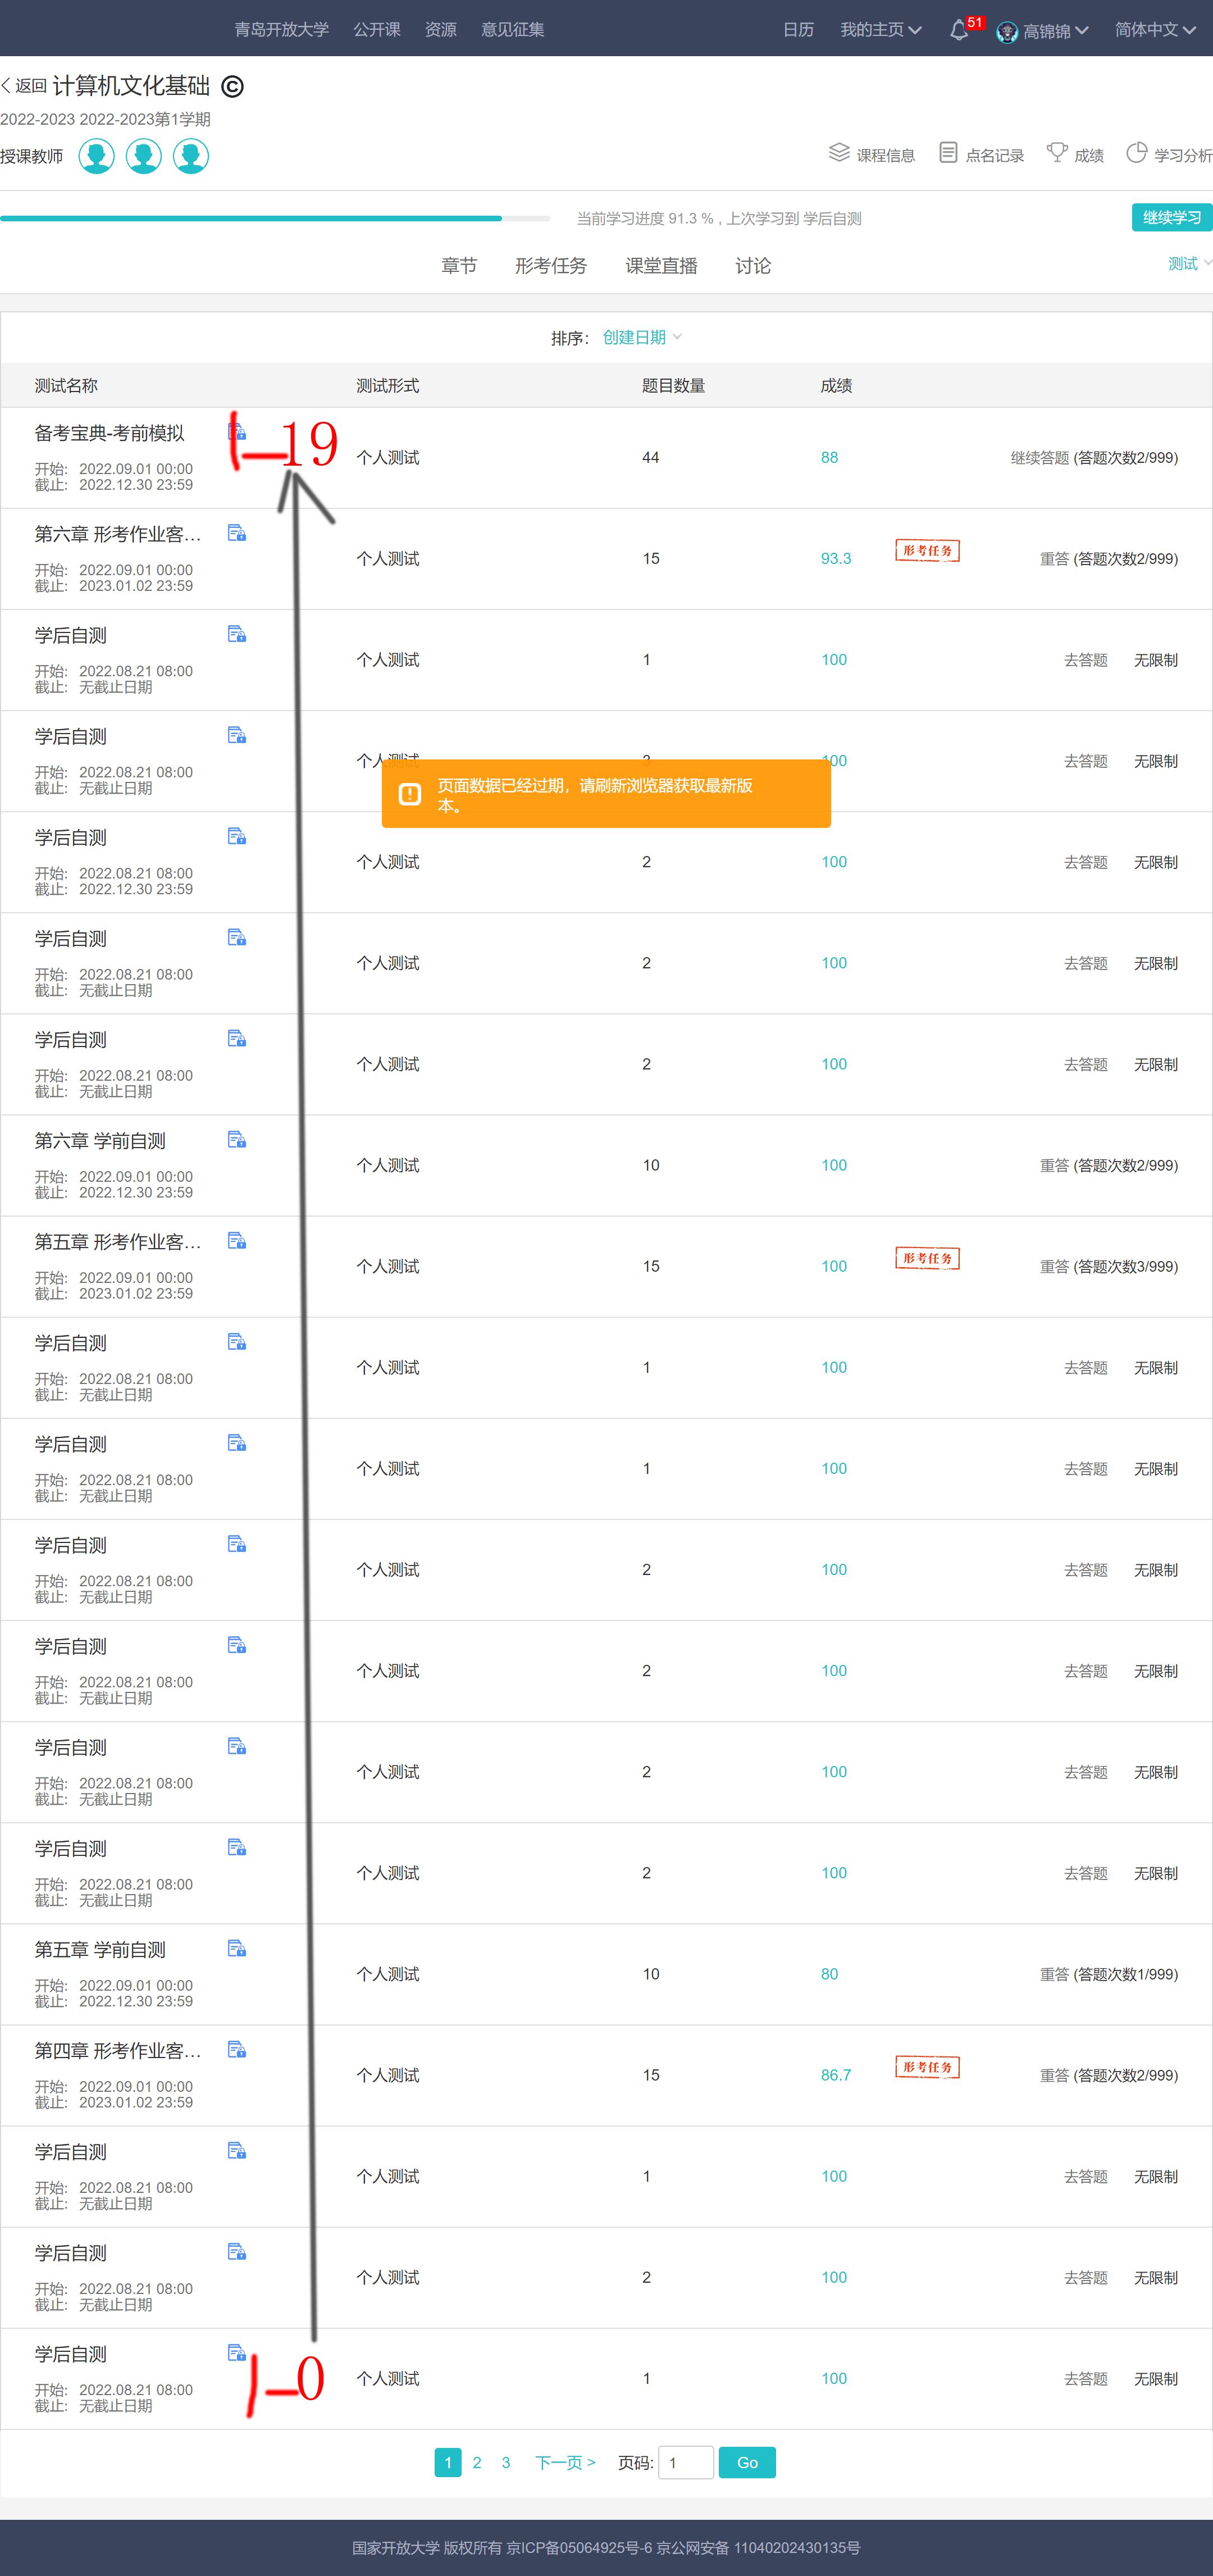 青岛开放大学 公开课 资源 意见征集 日历 我的主页 51 高锦锦 简体中文
返回 计算机文化基础 ©
2022-2023 2022-2023第1学期
授课教师 课程信息 点名记录 成绩 学习分析
当前学习进度 91.3 % , 上次学习到 学后自测 继续学习
章节 形考任务 课堂直播 讨论 测试
排序: 创建日期
测试名称 测试形式 题目数量 成绩
备考宝典-考前模拟 19
个人测试 44 88 继续答题 (答题次数2/999)
开始: 2022.09.01 00:00
截止: 2022.12.30 23:59
第六章 形考作业客...
个人测试 15 93.3 形考任务 重答 (答题次数2/999)
开始: 2022.09.01 00:00
截止: 2023.01.02 23:59
学后自测
个人测试 1 100 去答题 无限制
开始: 2022.08.21 08:00
截止: 无截止日期
学后自测
个人测试 100 去答题 无限制
开始: 2022.08.21 08:00
截止: 无截止日期
页面数据已经过期，请刷新浏览器获取最新版
本。
学后自测
个人测试 2 100 去答题 无限制
开始: 2022.08.21 08:00
截止: 2022.12.30 23:59
学后自测
个人测试 2 100 去答题 无限制
开始: 2022.08.21 08:00
截止: 无截止日期
学后自测
个人测试 2 100 去答题 无限制
开始: 2022.08.21 08:00
截止: 无截止日期
第六章 学前自测
个人测试 10 100 重答 (答题次数2/999)
开始: 2022.09.01 00:00
截止: 2022.12.30 23:59
第五章 形考作业客...
个人测试 15 100 形考任务 重答 (答题次数3/999)
开始: 2022.09.01 00:00
截止: 2023.01.02 23:59
学后自测
个人测试 1 100 去答题 无限制
开始: 2022.08.21 08:00
截止: 无截止日期
学后自测
个人测试 1 100 去答题 无限制
开始: 2022.08.21 08:00
截止: 无截止日期
学后自测
个人测试 2 100 去答题 无限制
开始: 2022.08.21 08:00
截止: 无截止日期
学后自测
个人测试 2 100 去答题 无限制
开始: 2022.08.21 08:00
截止: 无截止日期
学后自测
个人测试 2 100 去答题 无限制
开始: 2022.08.21 08:00
截止: 无截止日期
学后自测
个人测试 2 100 去答题 无限制
开始: 2022.08.21 08:00
截止: 无截止日期
第五章 学前自测
个人测试 10 80 重答 (答题次数1/999)
开始: 2022.09.01 00:00
截止: 2022.12.30 23:59
第四章 形考作业客...
个人测试 15 86.7 形考任务 重答 (答题次数2/999)
开始: 2022.09.01 00:00
截止: 2023.01.02 23:59
学后自测
个人测试 1 100 去答题 无限制
开始: 2022.08.21 08:00
截止: 无截止日期
学后自测
个人测试 2 100 去答题 无限制
开始: 2022.08.21 08:00
截止: 无截止日期
学后自测 0
个人测试 1 100 去答题 无限制
开始: 2022.08.21 08:00
截止: 无截止日期
1 2 3 下一页 > 页码: 1 Go
国家开放大学 版权所有 京ICP备05064925号-6 京公网安备 11040202430135号